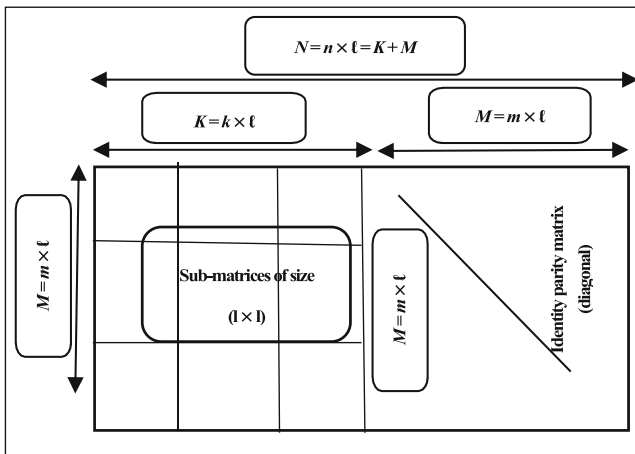 N = n × ℓ = K + M
K = k × ℓ
M = m × ℓ
M = m × ℓ
Sub-matrices of size
(l × l)
M = m × ℓ
Identity parity matrix
(diagonal)